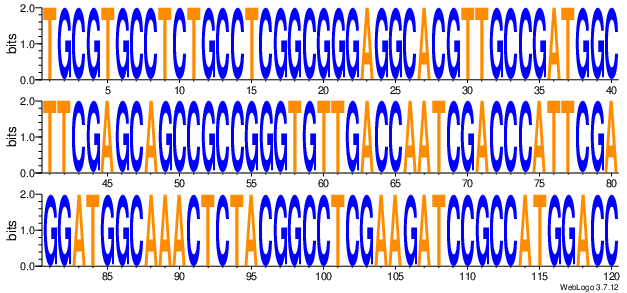 2.0
TGCGTGCCTCTGCCTCGGCGGGAGGCACGTTGCCGATGGC
bits
1.0
0.0
5 10 15 20 25 30 35 40
2.0
TTCGAGCAGCCGCCGGGTGTTGACCAATCGACCCATTCGA
bits
1.0
0.0
45 50 55 60 65 70 75 80
2.0
GGATGGCAAACTCTACGGCCTCGAAGATCCGCCATGGACC
bits
1.0
0.0
85 90 95 100 105 110 115 120
WebLogo 3.7.12